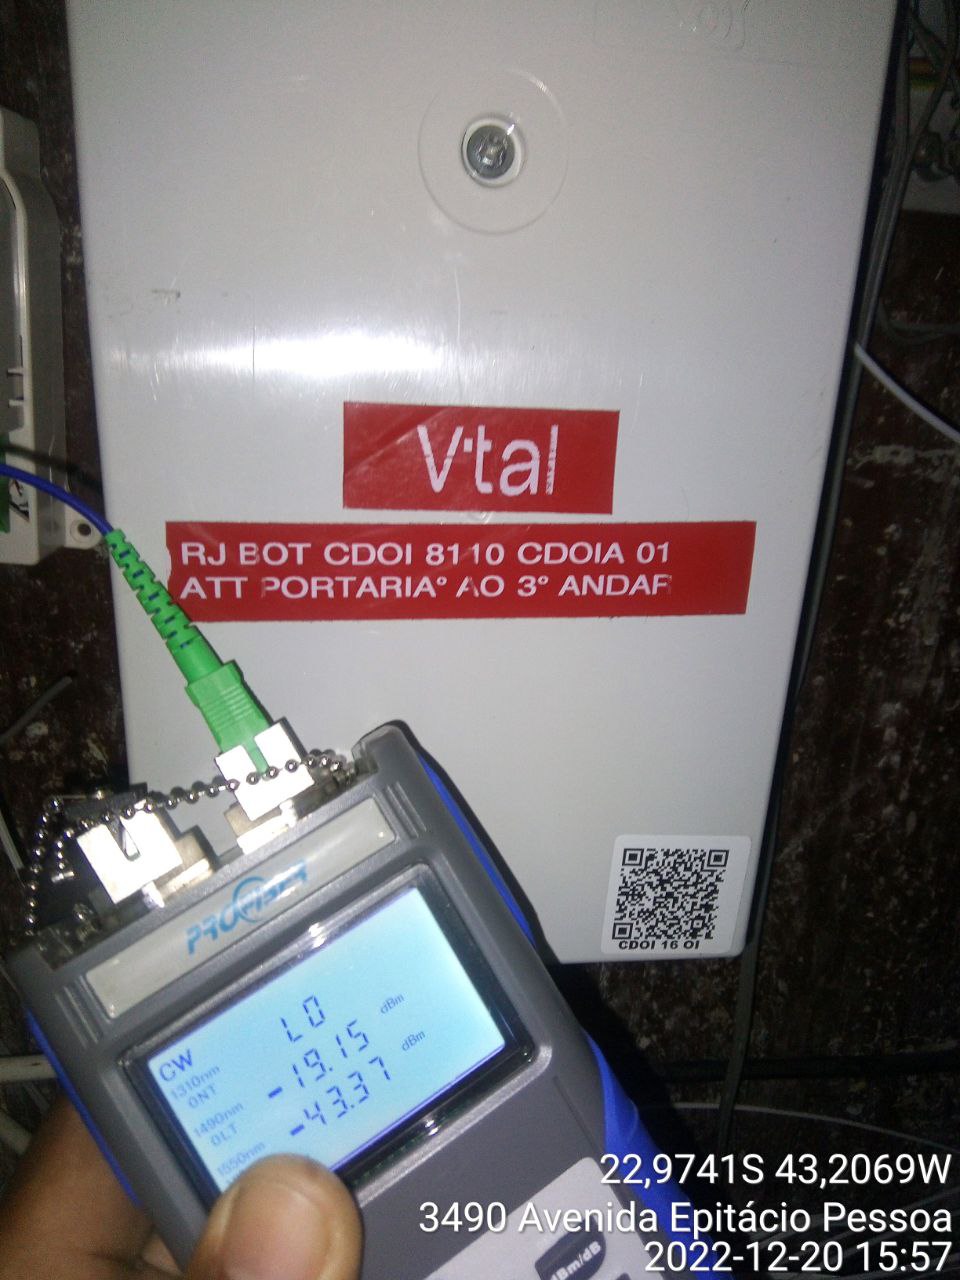 V·tal
RJ BOT CDOI 8110 CDOIA 01
ATT PORTARIA° AO 3° ANDAR
CDOI 16 OI
PROFIBER
CW
LO
1310nm
ONT
-19.15 dBm
1490nm
OLT
-43.37 dBm
1550nm
dBm/dB
22,9741S 43,2069W
3490 Avenida Epitácio Pessoa
2022-12-20 15:57